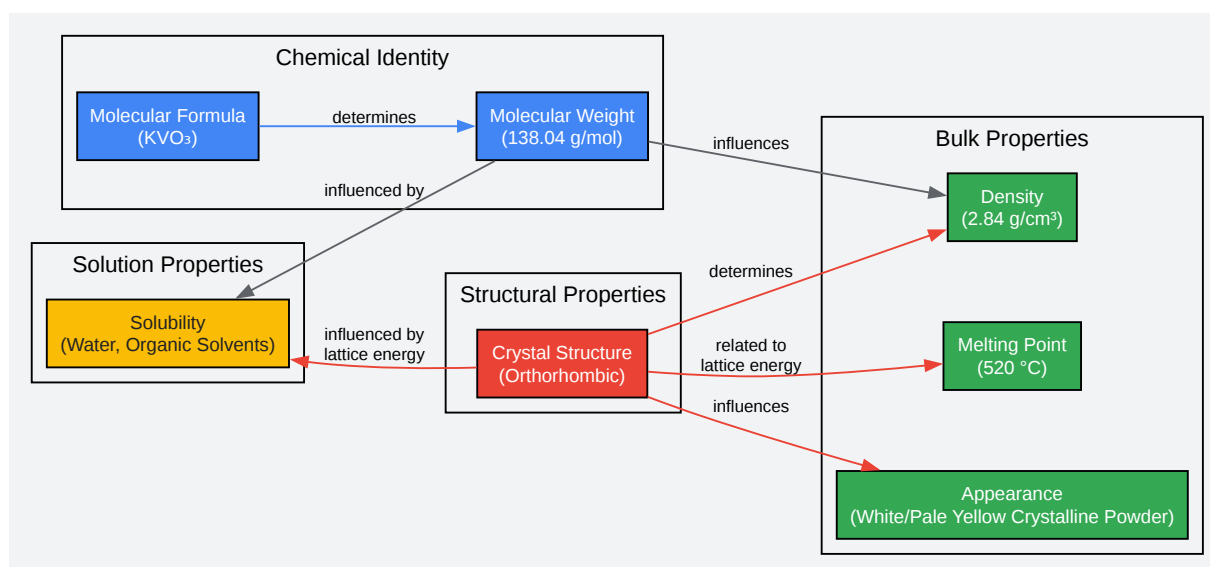 Chemical Identity
Molecular Formula
(KVO₃)
determines
Molecular Weight
(138.04 g/mol)
influenced by
influences
Bulk Properties
Density
(2.84 g/cm³)
Solution Properties
Solubility
(Water, Organic Solvents)
influenced by
lattice energy
Structural Properties
Crystal Structure
(Orthorhombic)
determines
related to
lattice energy
Melting Point
(520 °C)
influences
Appearance
(White/Pale Yellow Crystalline Powder)